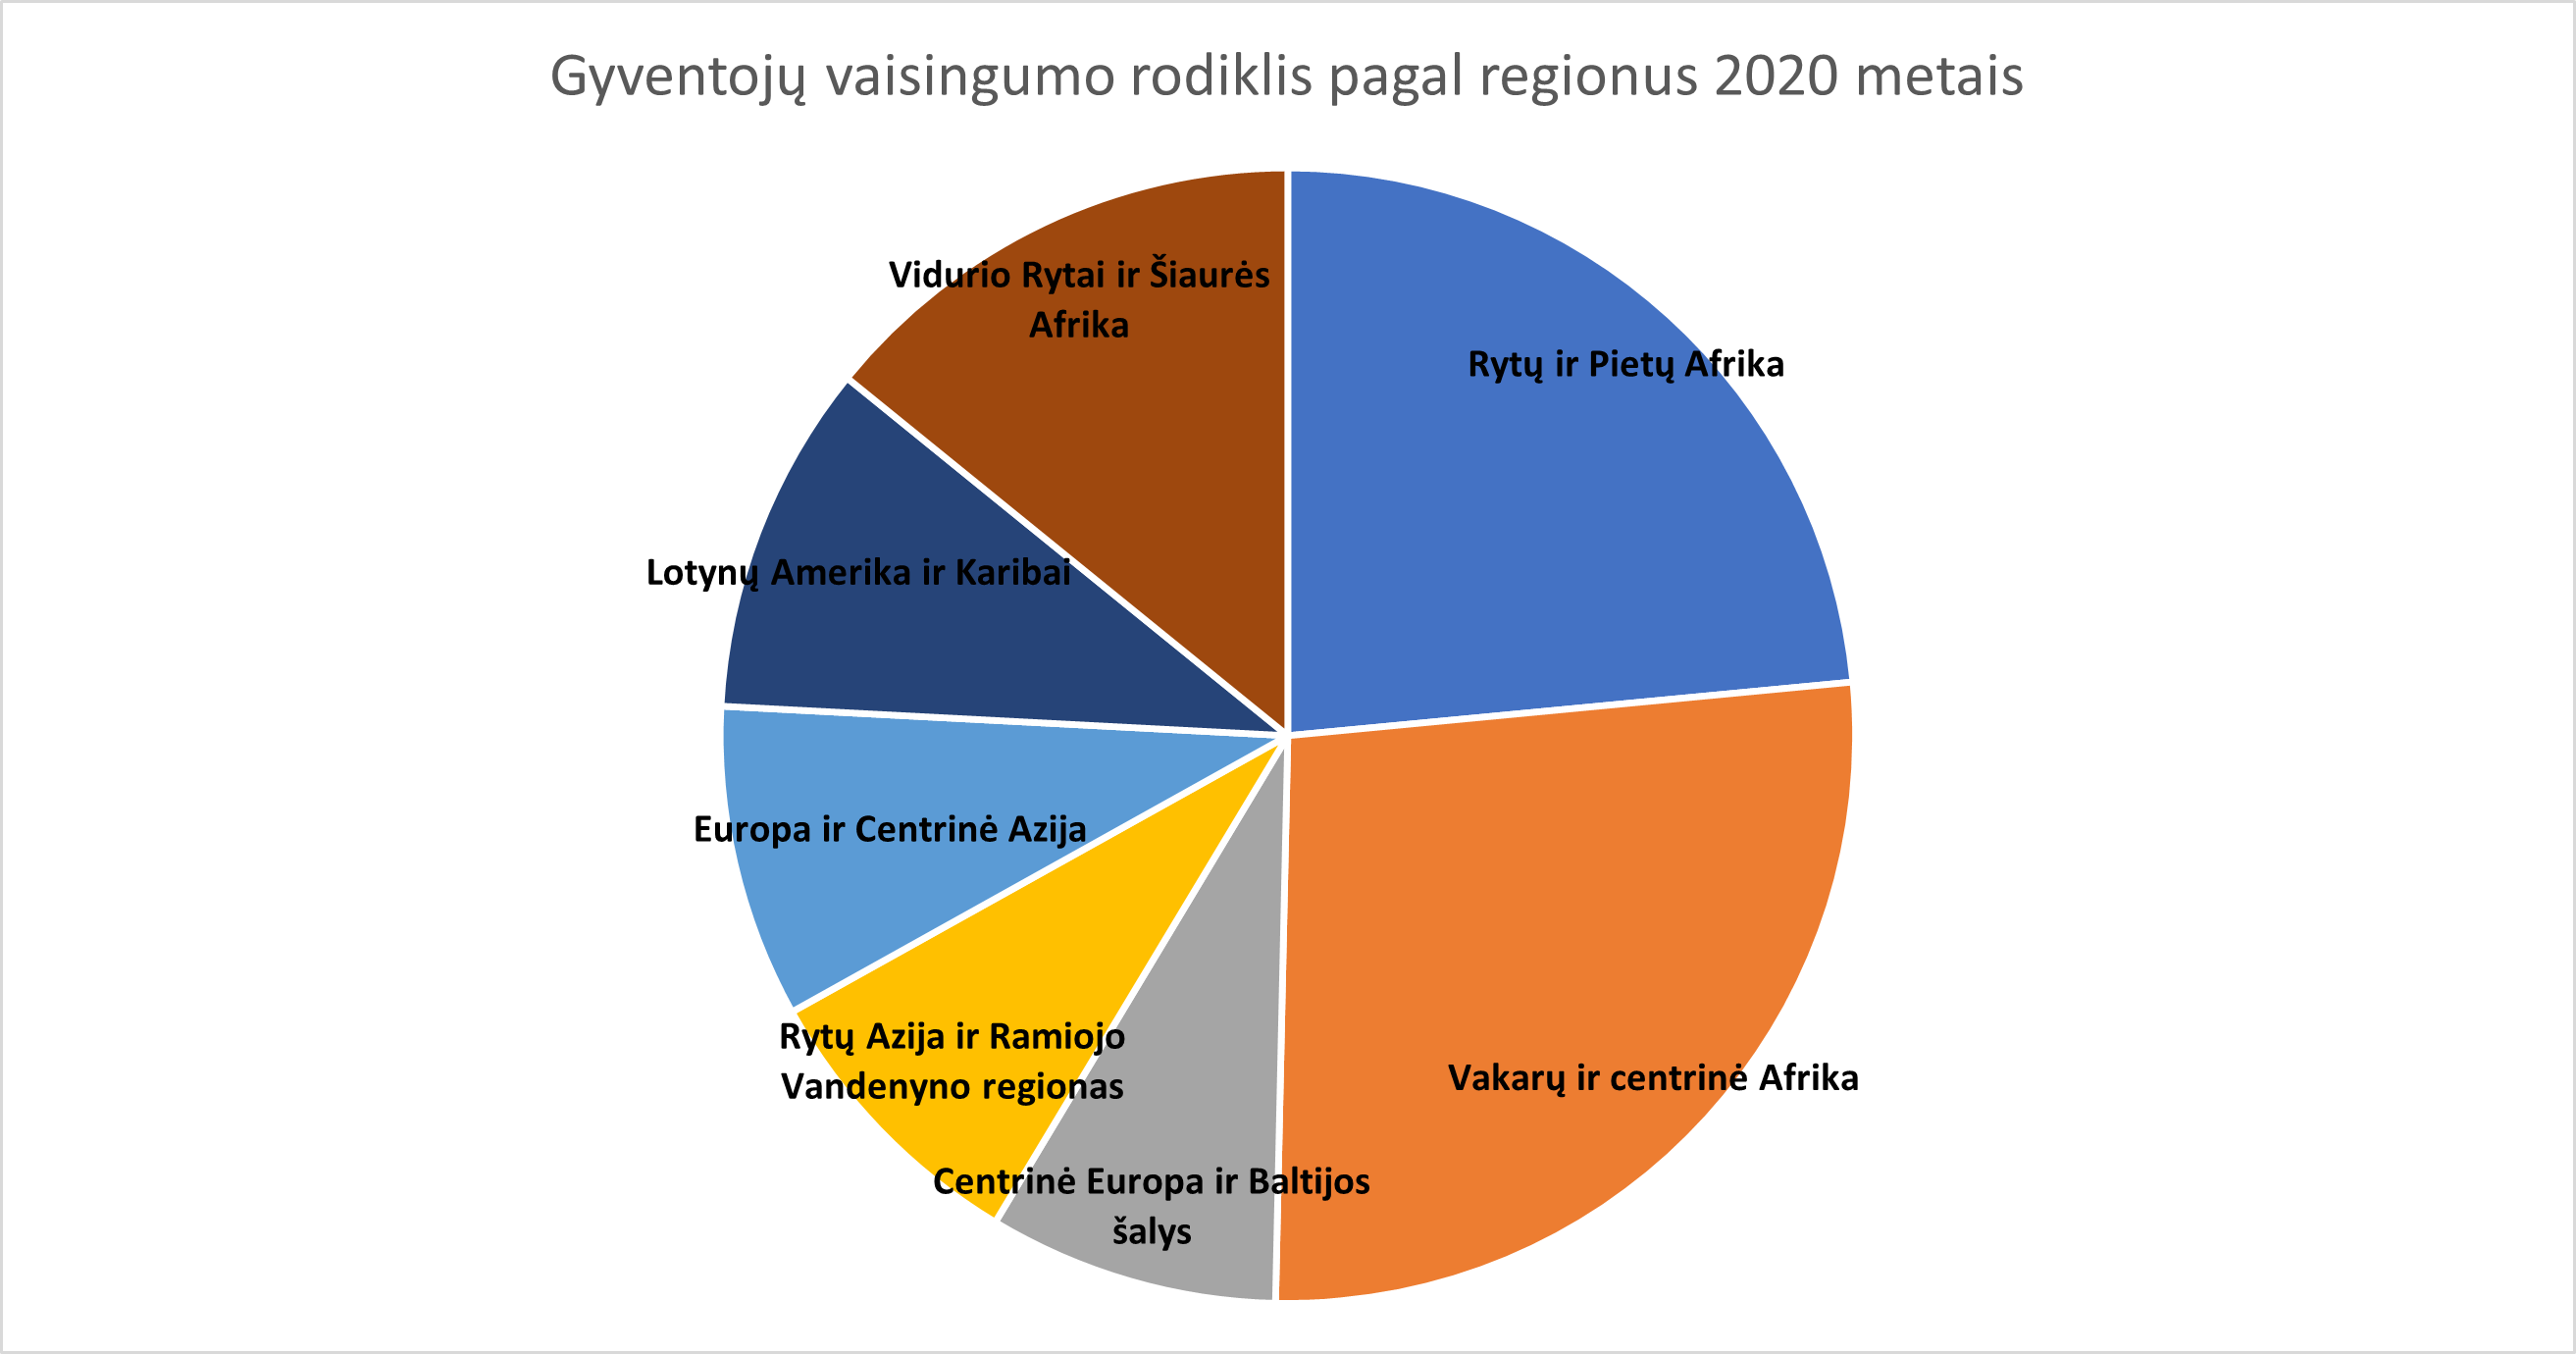 Gyventojų vaisingumo rodiklis pagal regionus 2020 metais
Vidurio Rytai ir Šiaurės
Afrika
Rytų ir Pietų Afrika
Lotynų Amerika ir Karibai
Europa ir Centrinė Azija
Rytų Azija ir Ramiojo
Vandenyno regionas
Vakarų ir centrinė Afrika
Centrinė Europa ir Baltijos
šalys